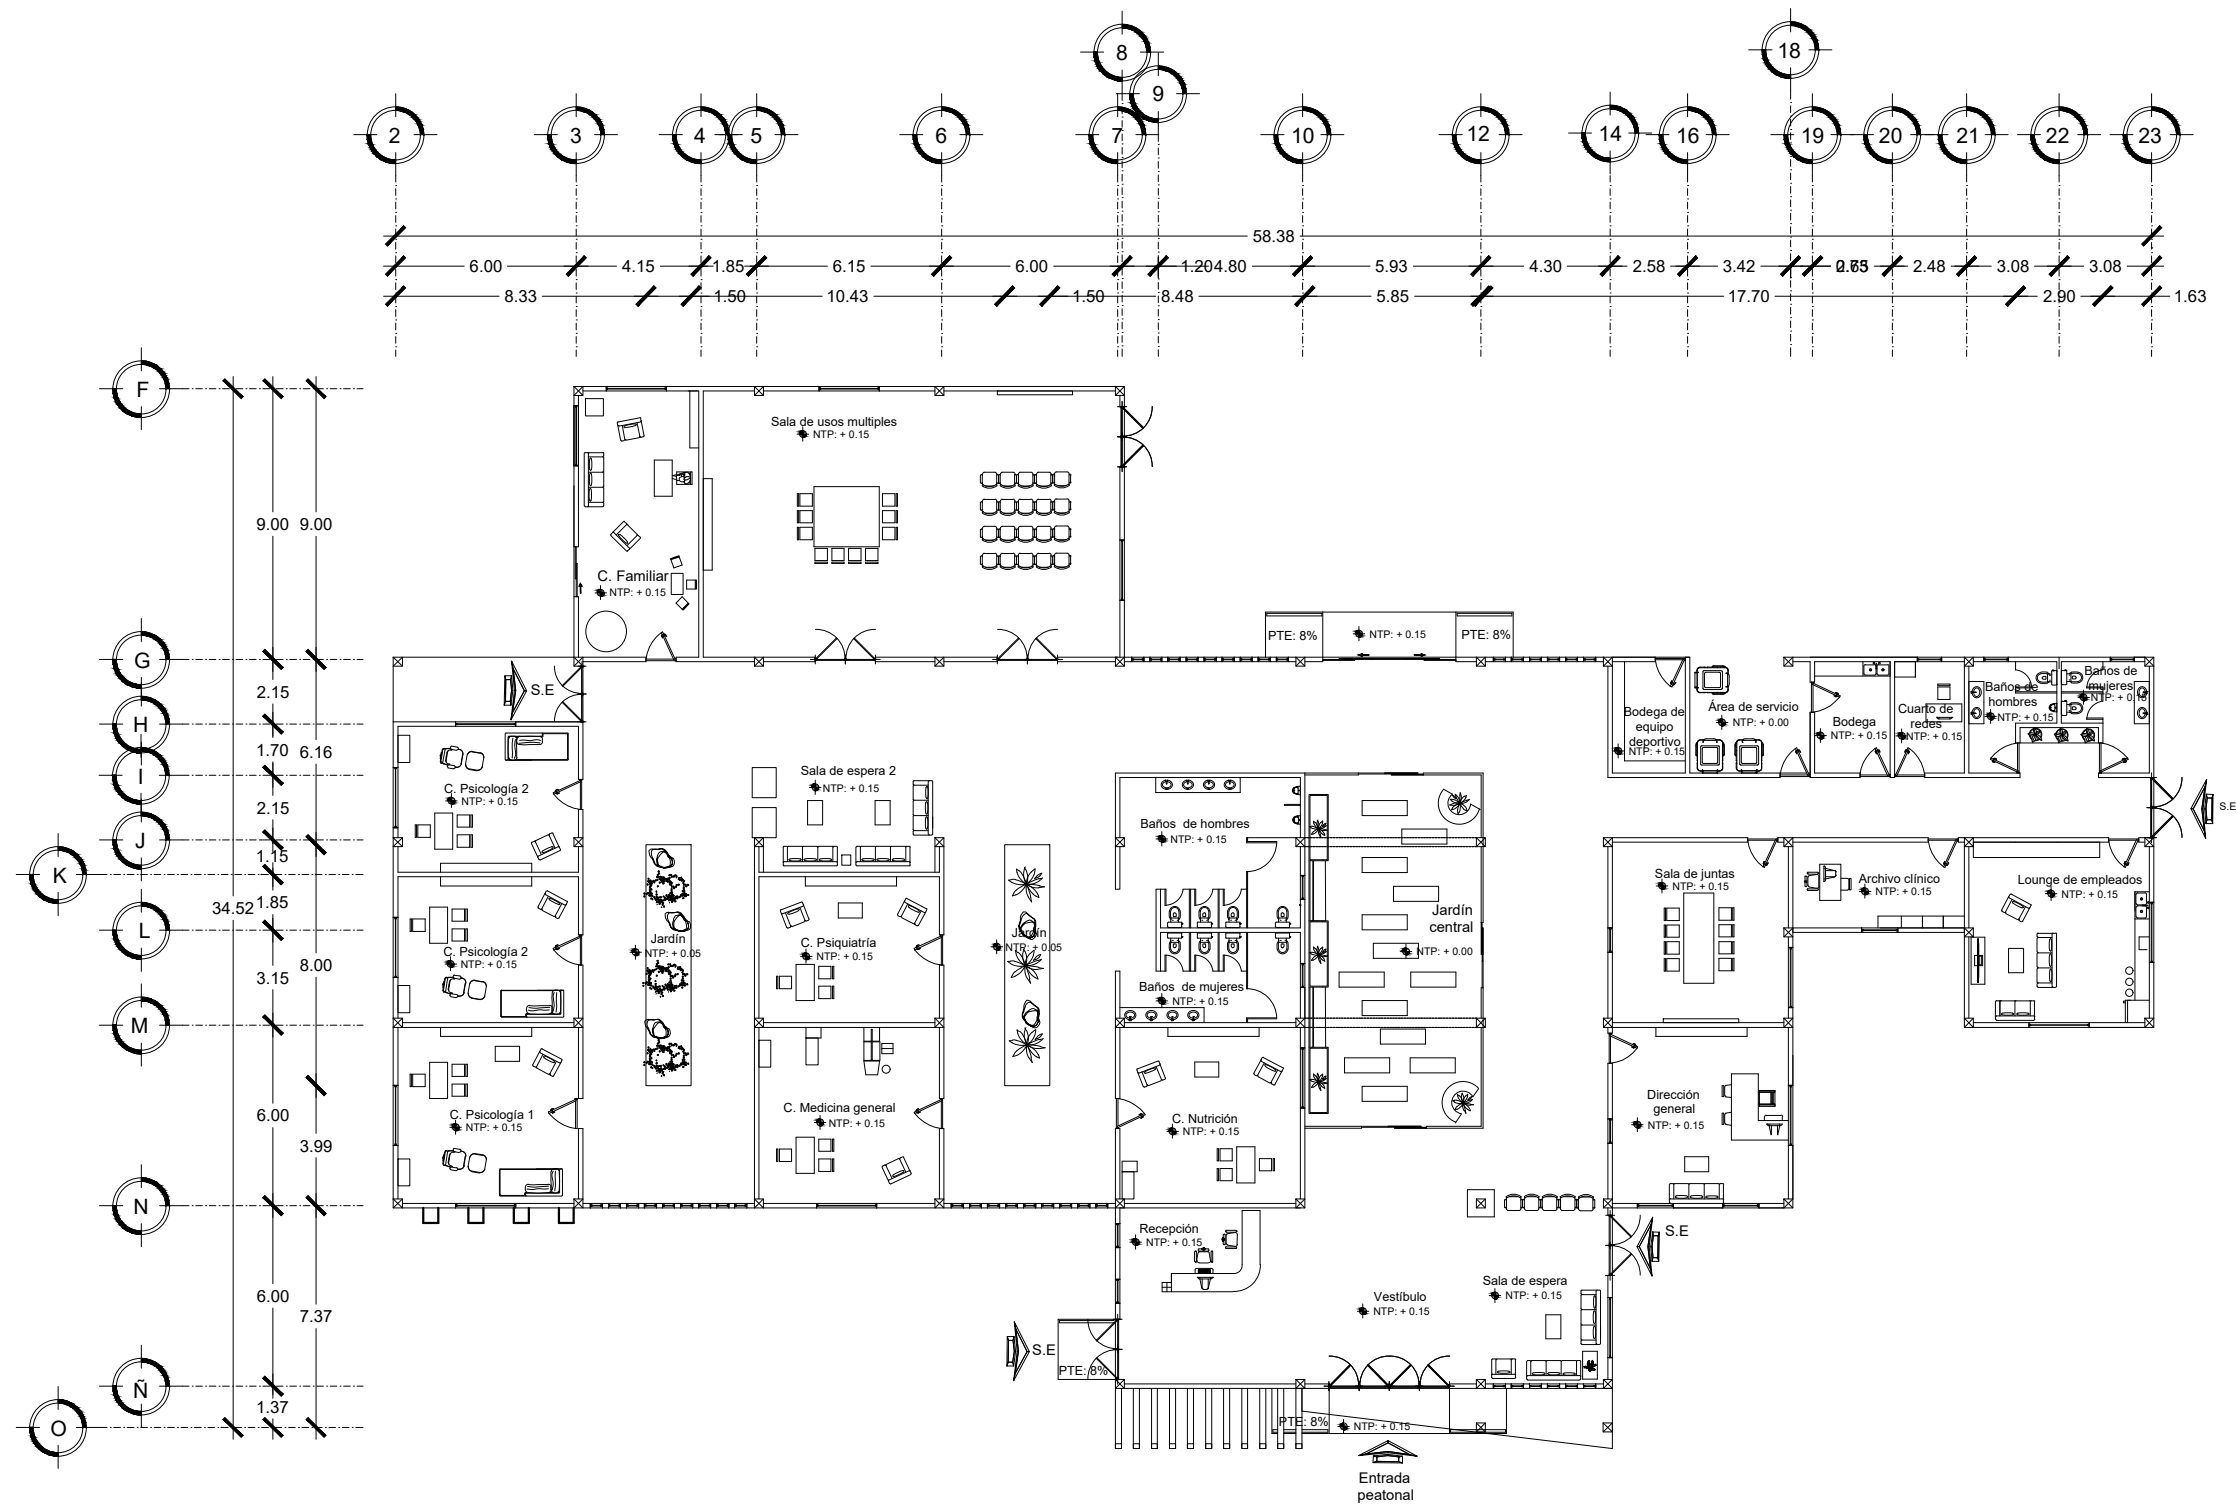 8
18
9
2
3
4
5
6
7
10
12
14
16
19
20
21
22
23
58.38
6.00
4.15
1.85
6.15
6.00
1.20
4.80
5.93
4.30
2.58
3.42
2.48
3.08
3.08
8.33
1.50
10.43
1.50
8.48
5.85
17.70
2.90
1.63
F
G
H
I
J
K
L
M
N
Ñ
O
34.52
9.00
2.15
1.70
2.15
1.15
1.85
3.15
6.00
6.00
1.37
9.00
6.16
8.00
3.99
7.37
Sala de usos multiples
NTP: + 0.15
C. Familiar
NTP: + 0.15
PTE: 8%
NTP: + 0.15
PTE: 8%
S.E
Bodega de
equipo
deportivo
NTP: + 0.15
Área de servicio
NTP: + 0.00
Bodega
NTP: + 0.15
Cuarto de
redes
NTP: + 0.15
Baños de
hombres
NTP: + 0.15
Baños de
mujeres
NTP: + 0.15
C. Psicología 2
NTP: + 0.15
Sala de espera 2
NTP: + 0.15
Baños de hombres
NTP: + 0.15
S.E
C. Psicología 2
NTP: + 0.15
Jardín
NTP: + 0.05
C. Psiquiatría
NTP: + 0.15
Jardín
NTP: + 0.05
Baños de mujeres
NTP: + 0.15
Jardín
central
NTP: + 0.00
Sala de juntas
NTP: + 0.15
Archivo clínico
NTP: + 0.15
Lounge de empleados
NTP: + 0.15
C. Psicología 1
NTP: + 0.15
C. Medicina general
NTP: + 0.15
C. Nutrición
NTP: + 0.15
Dirección
general
NTP: + 0.15
Recepción
NTP: + 0.15
S.E
Sala de espera
NTP: + 0.15
Vestíbulo
NTP: + 0.15
S.E
PTE: 8%
PTE: 8%
NTP: + 0.15
Entrada
peatonal